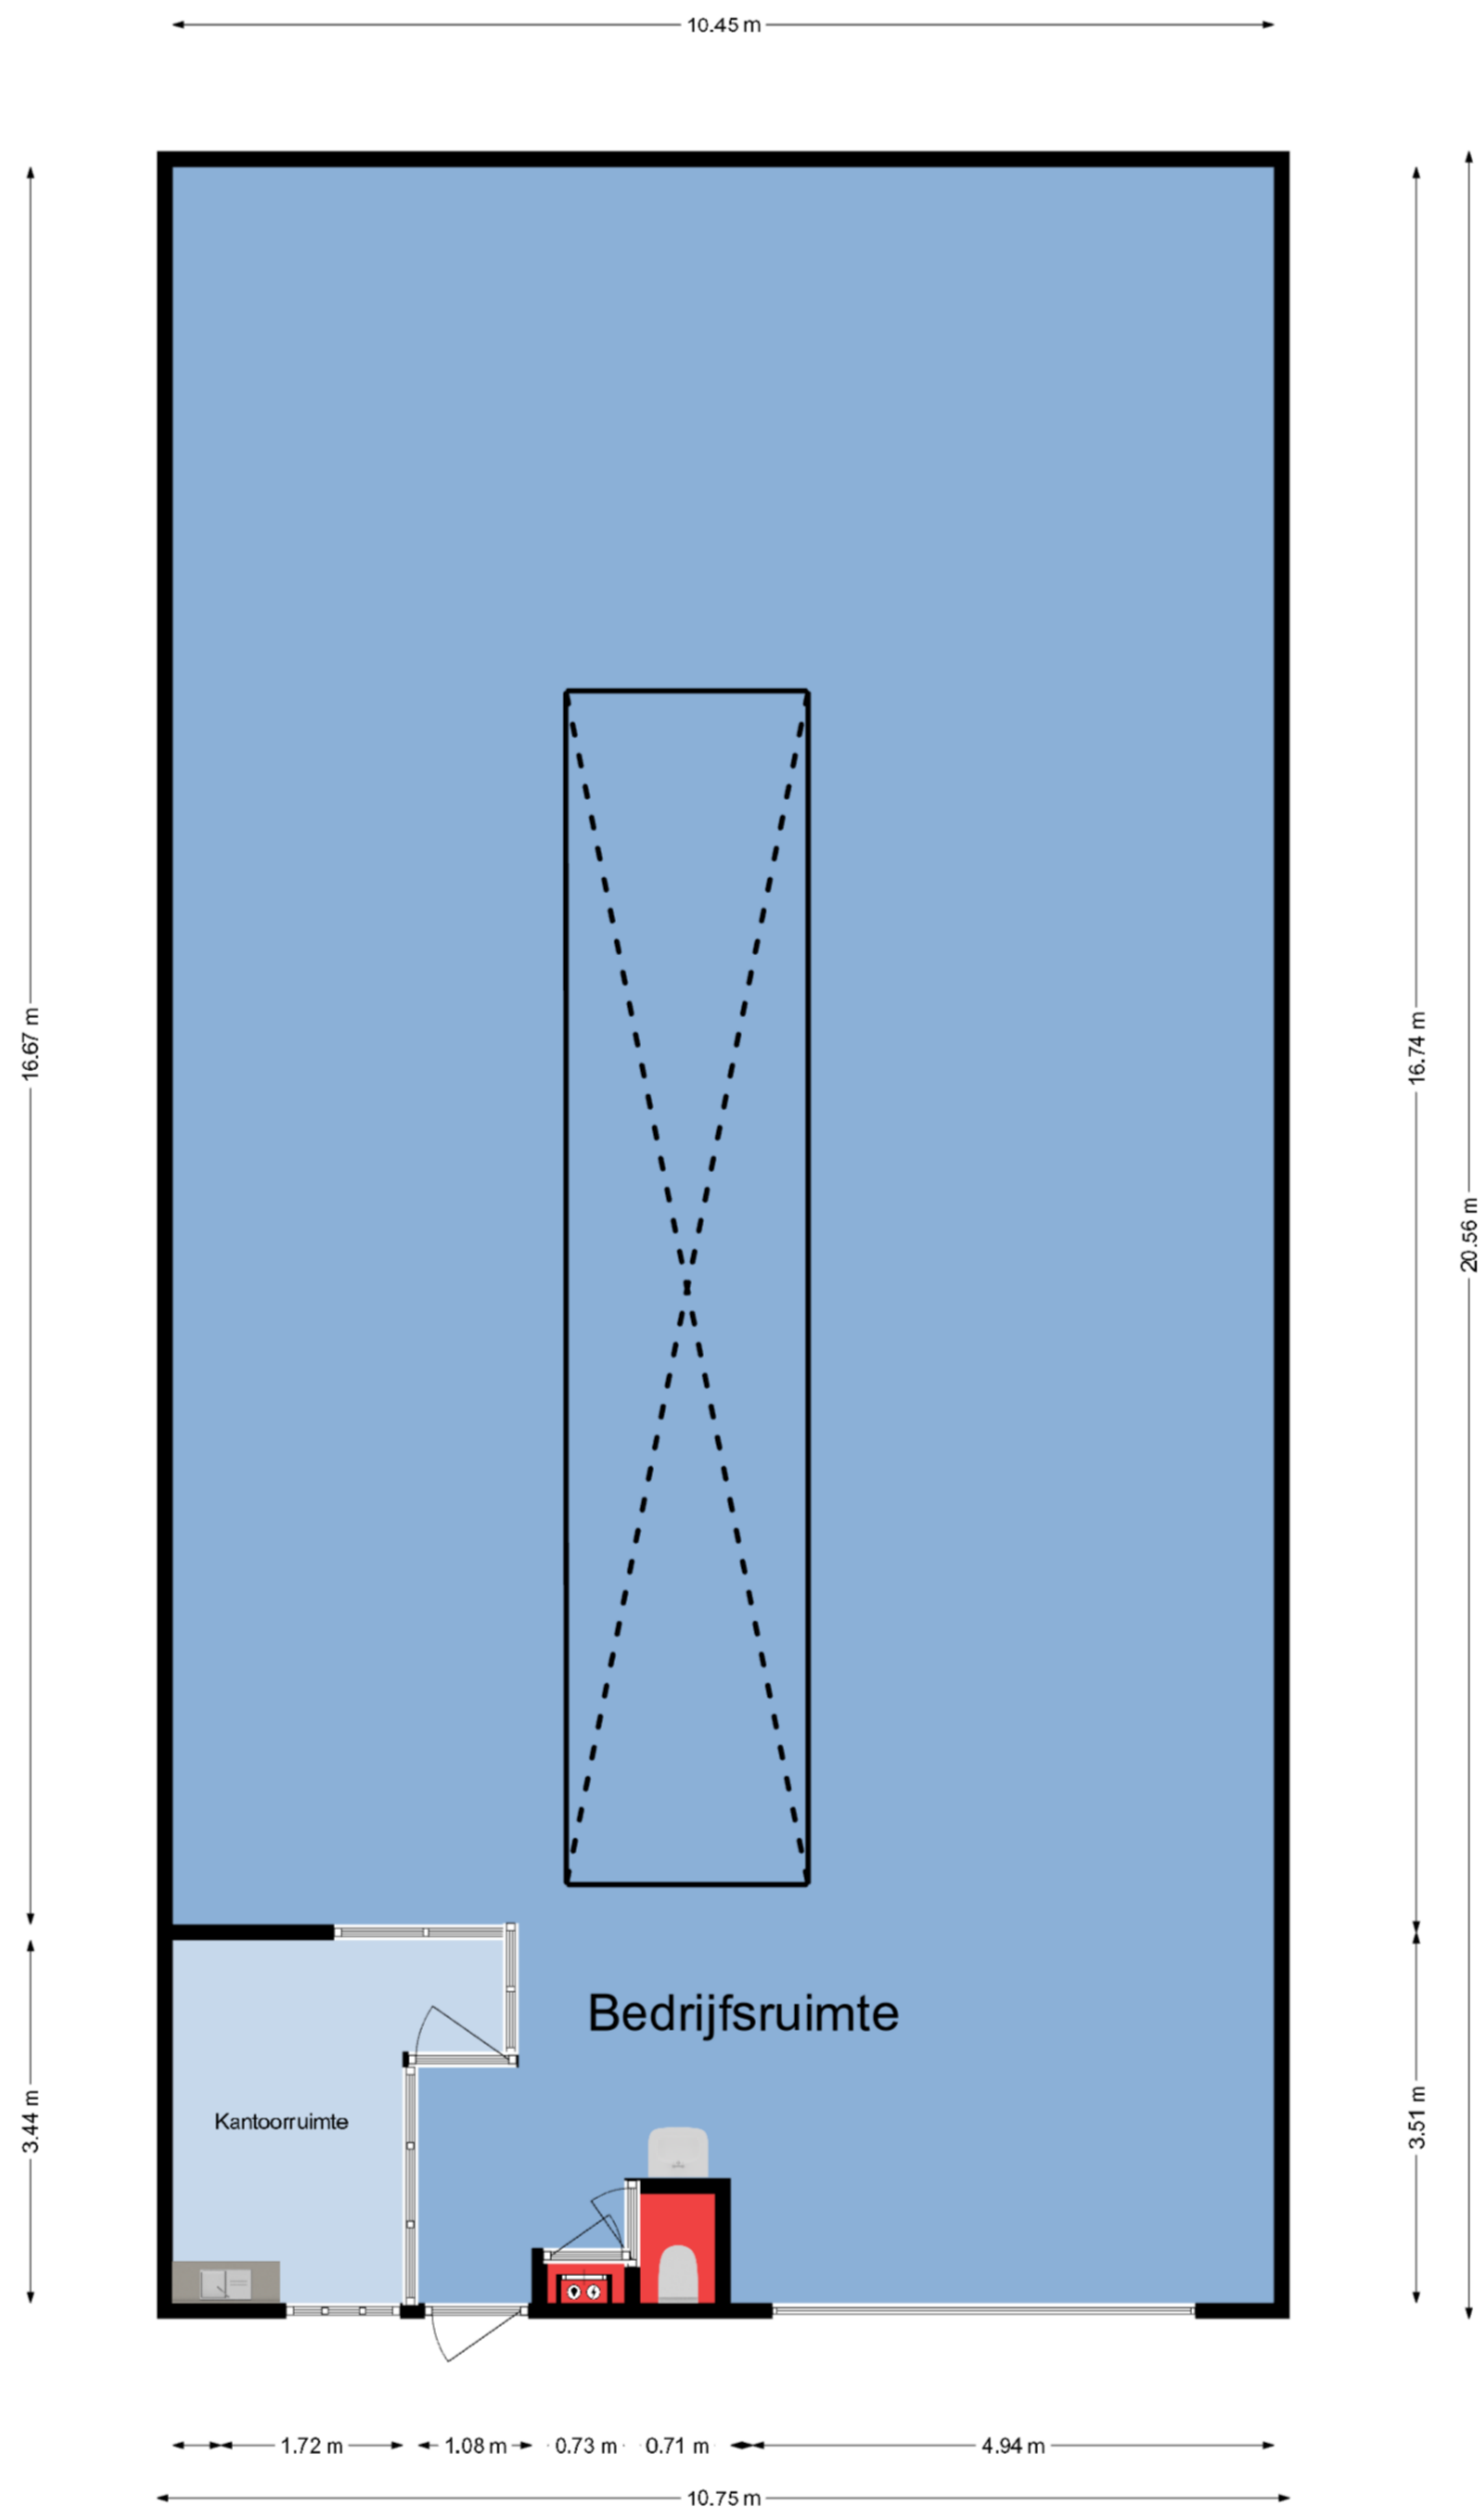 10.45 m
16.67 m
16.74 m
20.56 m
Bedrijfsruimte
Kantoorruimte
3.44 m
3.51 m
1.72 m
1.08 m
0.73 m
0.71 m
4.94 m
10.75 m